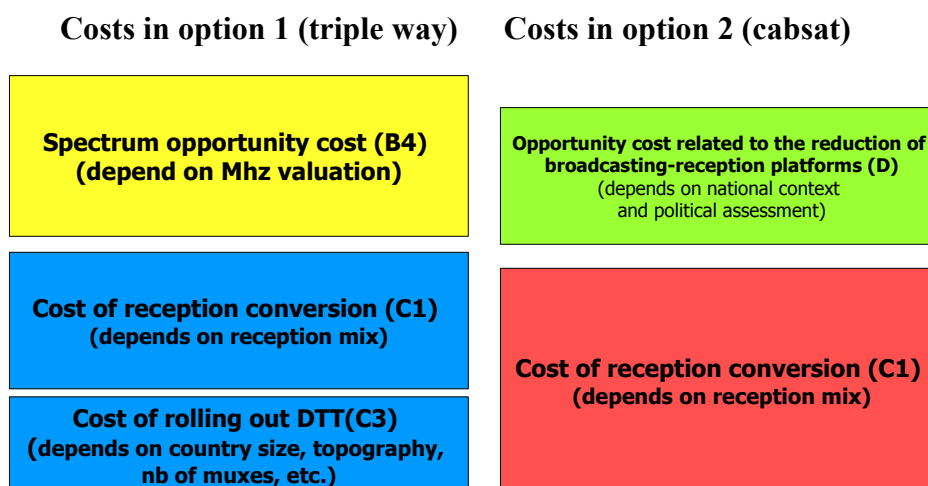 Costs in option 1 (triple way)
Costs in option 2 (cabsat)
Spectrum opportunity cost (B4)
(depend on Mhz valuation)
Cost of reception conversion (C1)
(depends on reception mix)
Cost of rolling out DTT(C3)
(depends on country size, topography,
nb of muxes, etc.)
Opportunity cost related to the reduction of
broadcasting-reception platforms (D)
(depends on national context
and political assessment)
Cost of reception conversion (C1)
(depends on reception mix)